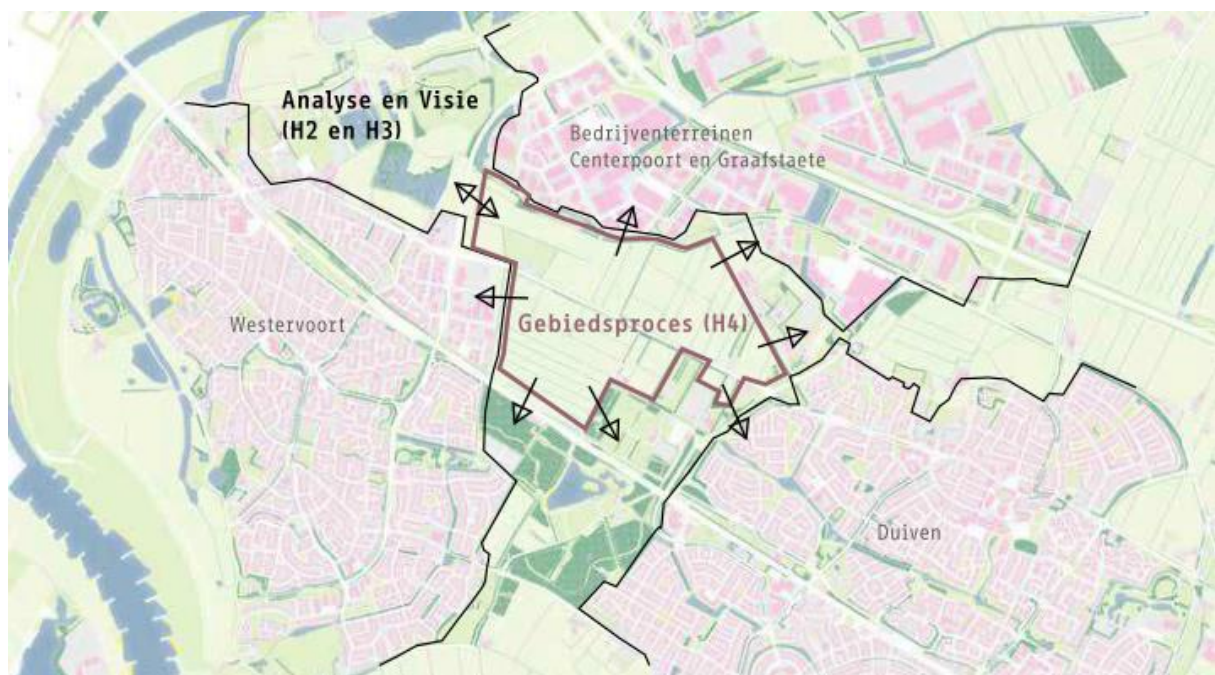 Analyse en Visie
(H2 en H3)
Bedrijventerreinen
Centerpoort en Graafstaete
Westervoort
Gebiedsproces (H4)
Duiven